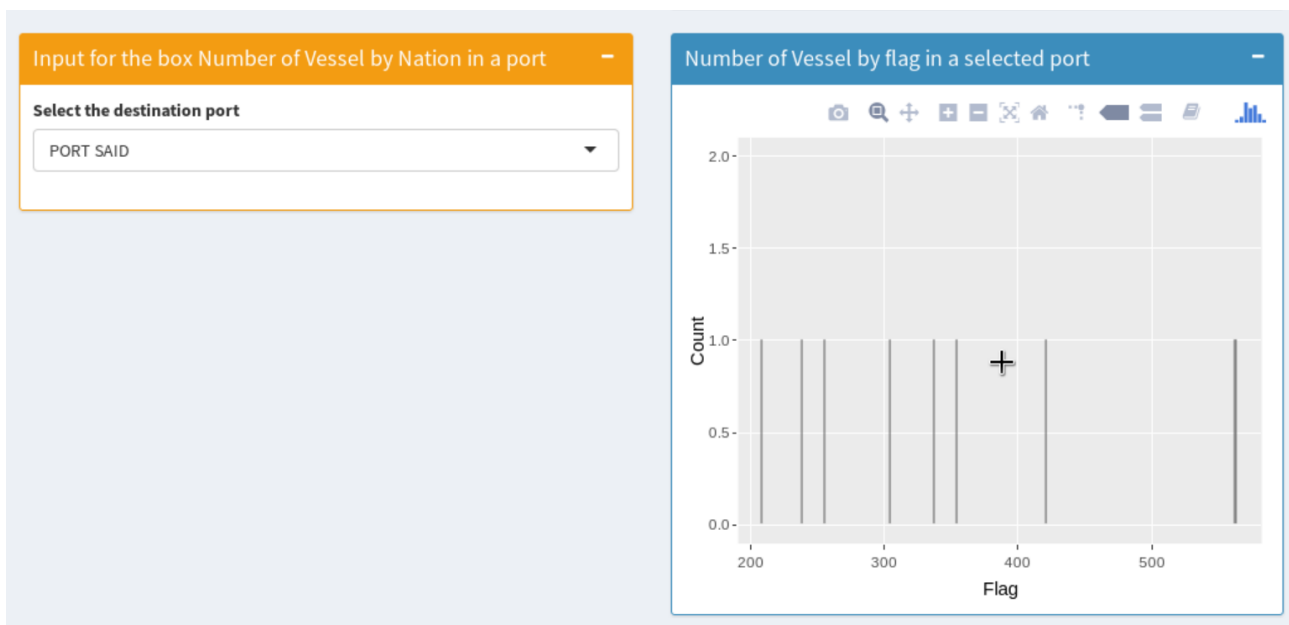 Input for the box Number of Vessel by Nation in a port
Select the destination port
PORT SAID
Number of Vessel by flag in a selected port
2.0
1.5
1.0
0.5
0.0
Count
200 300 400 500
Flag